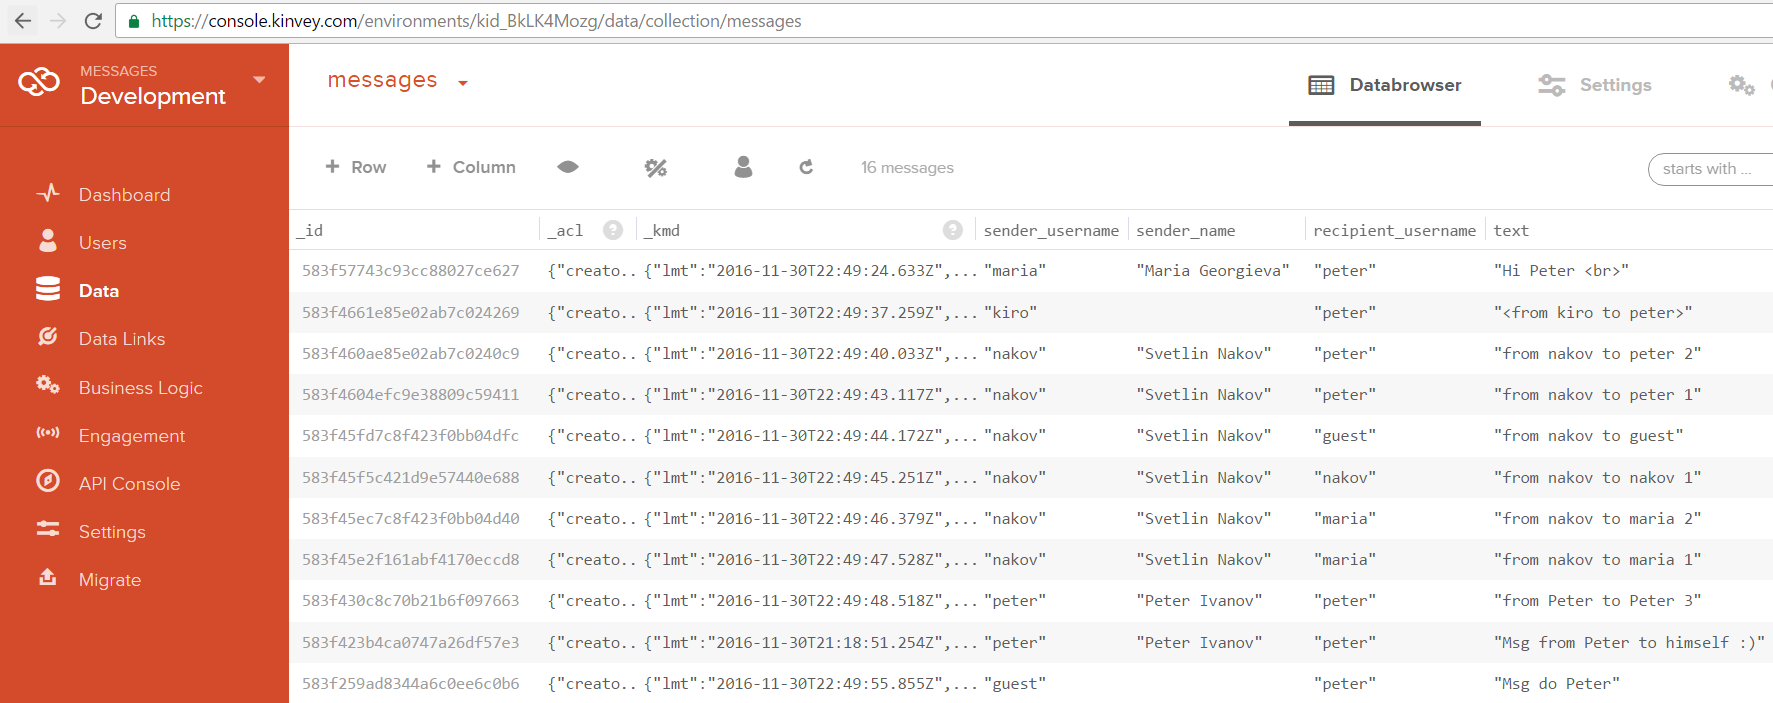 https://console.kinvey.com/environments/kid_BkLK4Mozg/data/collection/messages
MESSAGES
Development
messages
Databrowser
Settings
+ Row
+ Column
16 messages
starts with ...
Dashboard
Users
Data
Data Links
Business Logic
Engagement
API Console
Settings
Migrate
_id _acl ? _kmd ? sender_username sender_name recipient_username text
583f57743c93cc88027ce627 {"creato.. {"lmt":"2016-11-30T22:49:24.633Z",... "maria" "Maria Georgieva" "peter" "Hi Peter <br>"
583f4661e85e02ab7c024269 {"creato.. {"lmt":"2016-11-30T22:49:37.259Z",... "kiro" "peter" "<from kiro to peter>"
583f460ae85e02ab7c0240c9 {"creato.. {"lmt":"2016-11-30T22:49:40.033Z",... "nakov" "Svetlin Nakov" "peter" "from nakov to peter 2"
583f4604efc9e38809c59411 {"creato.. {"lmt":"2016-11-30T22:49:43.117Z",... "nakov" "Svetlin Nakov" "peter" "from nakov to peter 1"
583f45fd7c8f423f0bb04dfc {"creato.. {"lmt":"2016-11-30T22:49:44.172Z",... "nakov" "Svetlin Nakov" "guest" "from nakov to guest"
583f45f5c421d9e57440e688 {"creato.. {"lmt":"2016-11-30T22:49:45.251Z",... "nakov" "Svetlin Nakov" "nakov" "from nakov to nakov 1"
583f45ec7c8f423f0bb04d40 {"creato.. {"lmt":"2016-11-30T22:49:46.379Z",... "nakov" "Svetlin Nakov" "maria" "from nakov to maria 2"
583f45e2f161abf4170eccd8 {"creato.. {"lmt":"2016-11-30T22:49:47.528Z",... "nakov" "Svetlin Nakov" "maria" "from nakov to maria 1"
583f430c8c70b21b6f097663 {"creato.. {"lmt":"2016-11-30T22:49:48.518Z",... "peter" "Peter Ivanov" "peter" "from Peter to Peter 3"
583f423b4ca0747a26df57e3 {"creato.. {"lmt":"2016-11-30T21:18:51.254Z",... "peter" "Peter Ivanov" "peter" "Msg from Peter to himself :)"
583f259ad8344a6c0ee6c0b6 {"creato.. {"lmt":"2016-11-30T22:49:55.855Z",... "guest" "peter" "Msg do Peter"